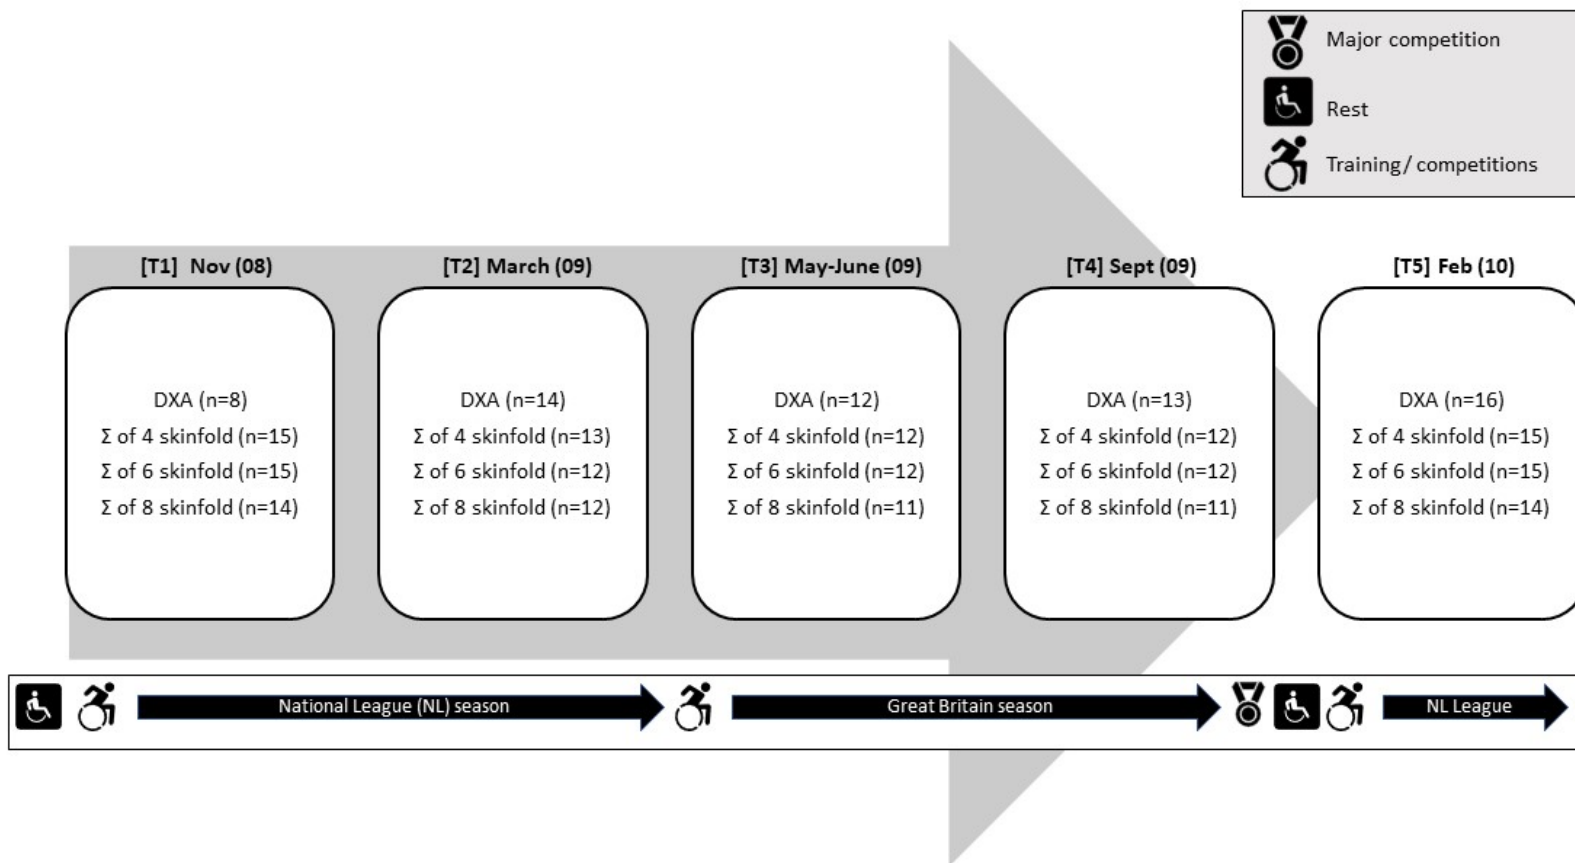 Major competition
Rest
Training/ competitions
[T1]  Nov (08)
DXA (n=8)
Σ of 4 skinfold (n=15)
Σ of 6 skinfold (n=15)
Σ of 8 skinfold (n=14)
[T2] March (09)
DXA (n=14)
Σ of 4 skinfold (n=13)
Σ of 6 skinfold (n=12)
Σ of 8 skinfold (n=12)
[T3] May-June (09)
DXA (n=12)
Σ of 4 skinfold (n=12)
Σ of 6 skinfold (n=12)
Σ of 8 skinfold (n=11)
[T4] Sept (09)
DXA (n=13)
Σ of 4 skinfold (n=12)
Σ of 6 skinfold (n=12)
Σ of 8 skinfold (n=11)
[T5] Feb (10)
DXA (n=16)
Σ of 4 skinfold (n=15)
Σ of 6 skinfold (n=15)
Σ of 8 skinfold (n=14)
National League (NL) season
Great Britain season
NL League